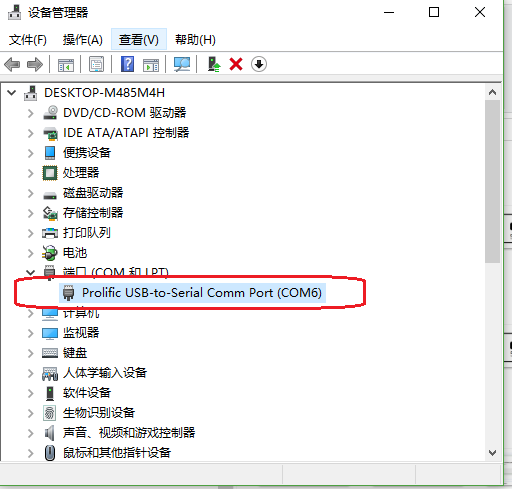 设备管理器
文件(F) 操作(A) 查看(V) 帮助(H)
DESKTOP-M485M4H
DVD/CD-ROM 驱动器
IDE ATA/ATAPI 控制器
便携设备
处理器
磁盘驱动器
存储控制器
打印队列
电池
端口 (COM 和 LPT)
Prolific USB-to-Serial Comm Port (COM6)
计算机
监视器
键盘
人体学输入设备
软件设备
生物识别设备
声音、视频和游戏控制器
鼠标和其他指针设备